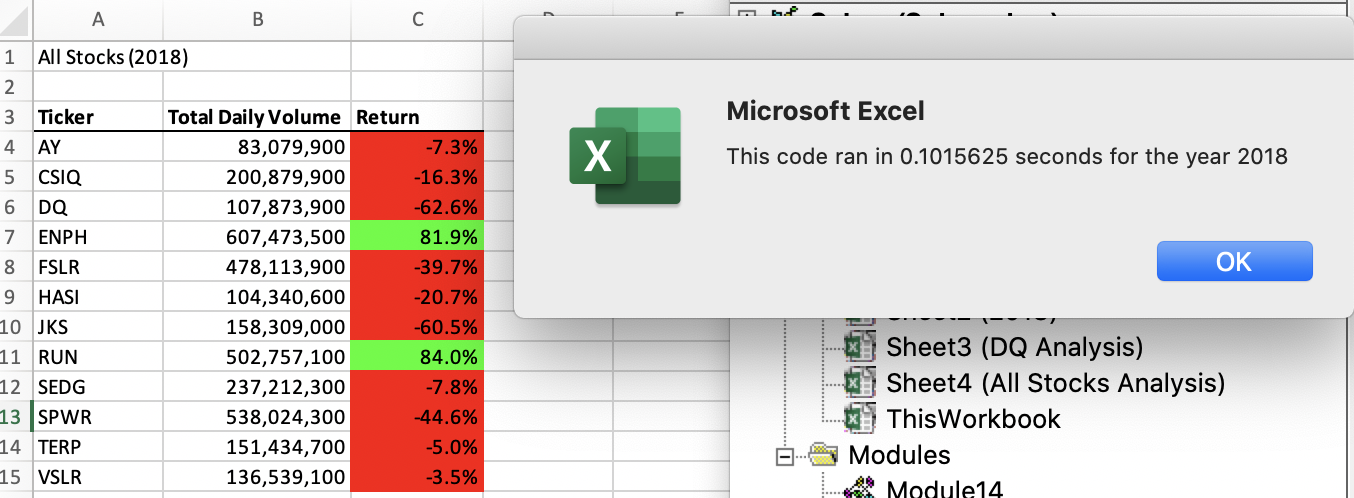 A B C
1 All Stocks (2018)
2
3 Ticker Total Daily Volume Return
4 AY 83,079,900 -7.3%
5 CSIQ 200,879,900 -16.3%
6 DQ 107,873,900 -62.6%
7 ENPH 607,473,500 81.9%
8 FSLR 478,113,900 -39.7%
9 HASI 104,340,600 -20.7%
10 JKS 158,309,000 -60.5%
11 RUN 502,757,100 84.0%
12 SEDG 237,212,300 -7.8%
13 SPWR 538,024,300 -44.6%
14 TERP 151,434,700 -5.0%
15 VSLR 136,539,100 -3.5%
X
Microsoft Excel
This code ran in 0.1015625 seconds for the year 2018
OK
Sheet3 (DQ Analysis)
Sheet4 (All Stocks Analysis)
ThisWorkbook
Modules
Module14